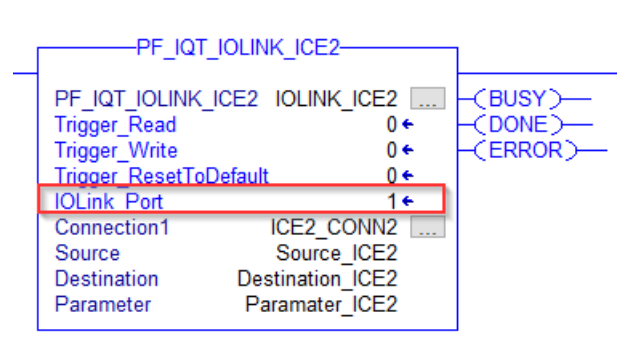 PF_IQT_IOLINK_ICE2
PF_IQT_IOLINK_ICE2 IOLINK_ICE2 ... BUSY
Trigger_Read 0 DONE
Trigger_Write 0 ERROR
Trigger_ResetToDefault 0
IOLink_Port 1
Connection1 ICE2_CONN2 ...
Source Source_ICE2
Destination Destination_ICE2
Parameter Paramater_ICE2